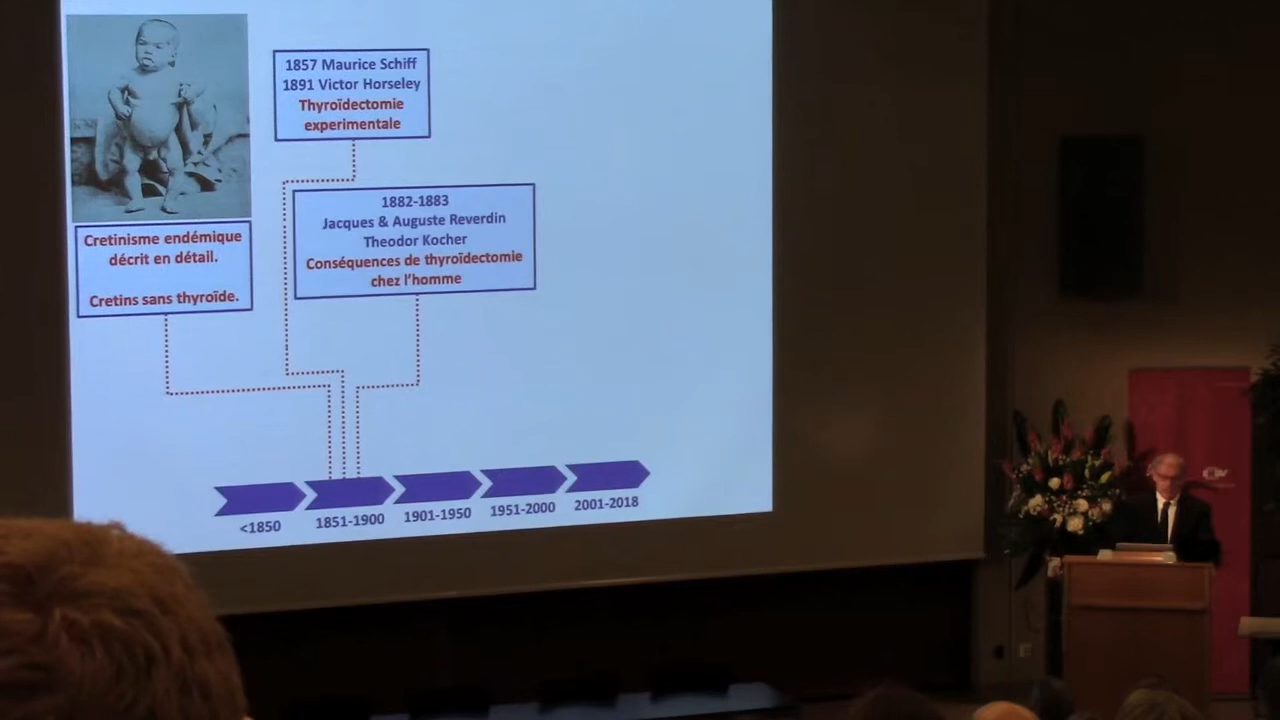 1857 Maurice Schiff
1891 Victor Horseley
Thyroïdectomie
experimentale
1882-1883
Jacques & Auguste Reverdin
Theodor Kocher
Conséquences de thyroïdectomie
chez l'homme
Cretinisme endémique
décrit en détail.
Cretins sans thyroïde.
<1850
1851-1900
1901-1950
1951-2000
2001-2018